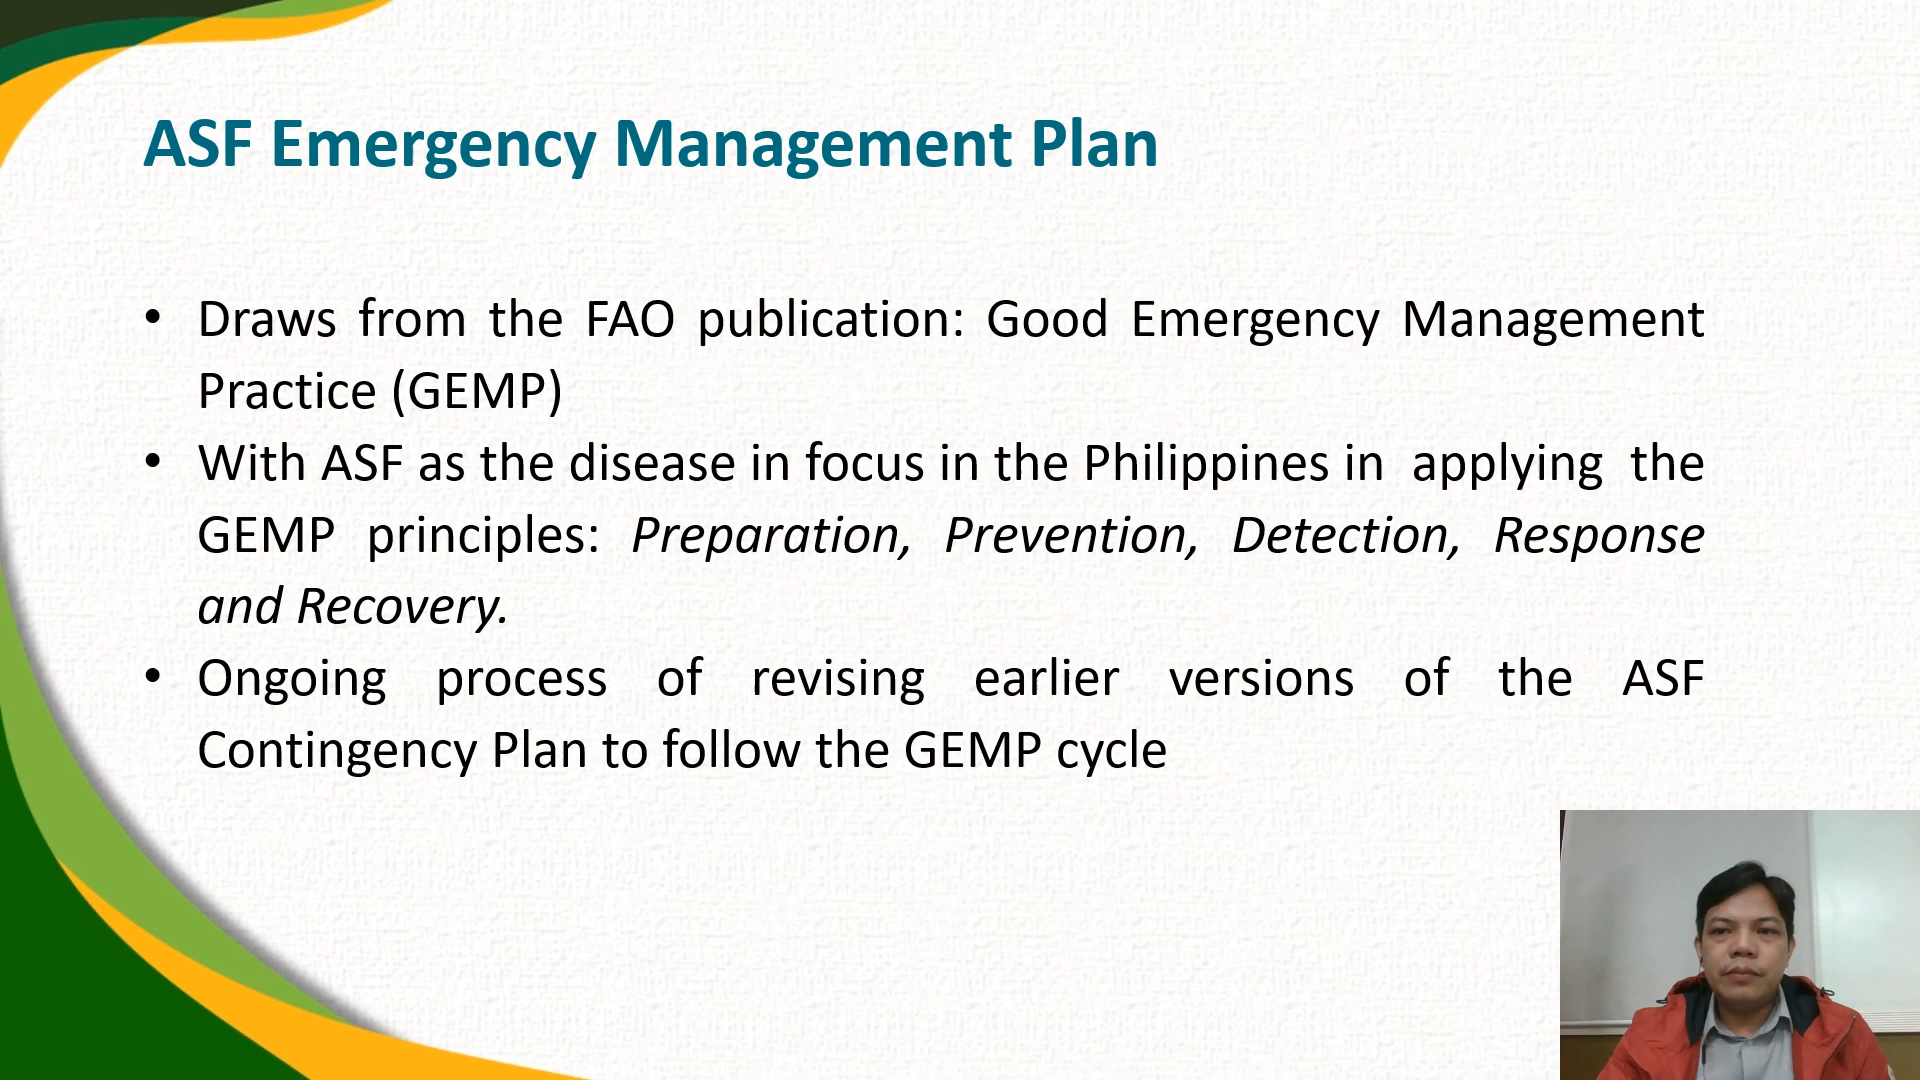 ASF Emergency Management Plan
• Draws from the FAO publication: Good Emergency Management
Practice (GEMP)
• With ASF as the disease in focus in the Philippines in applying the
GEMP principles: Preparation, Prevention, Detection, Response
and Recovery.
• Ongoing process of revising earlier versions of the ASF
Contingency Plan to follow the GEMP cycle